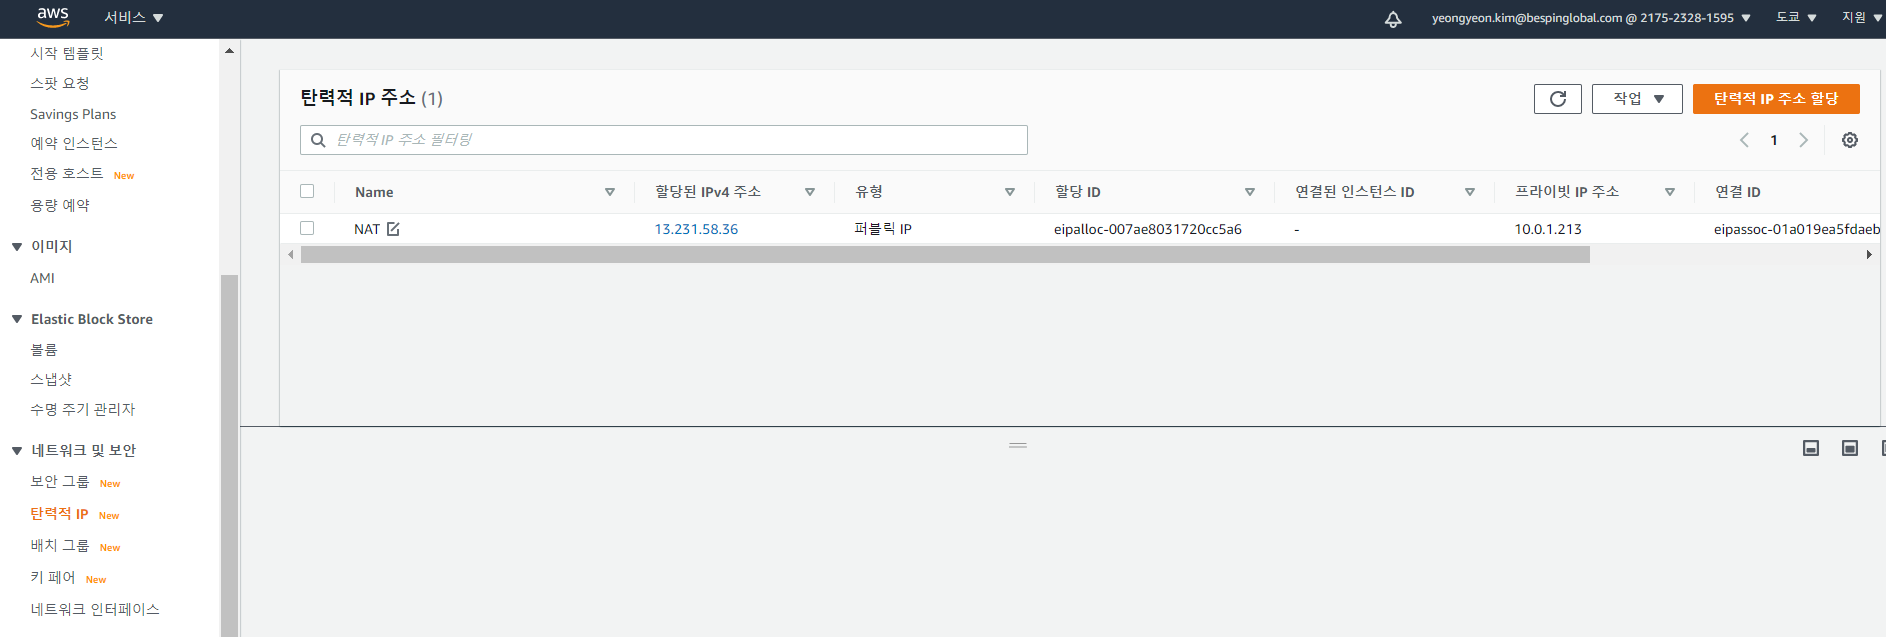 aws 서비스 yeongyeon.kim@bespinglobal.com @ 2175-2328-1595 도쿄 지원
시작 템플릿
스팟 요청
Savings Plans
예약 인스턴스
전용 호스트 New
용량 예약
이미지
AMI
Elastic Block Store
볼륨
스냅샷
수명 주기 관리자
네트워크 및 보안
보안 그룹 New
탄력적 IP New
배치 그룹 New
키 페어 New
네트워크 인터페이스
탄력적 IP 주소 (1)
작업 탄력적 IP 주소 할당
탄력적 IP 주소 필터링
1
Name 할당된 IPv4 주소 유형 할당 ID 연결된 인스턴스 ID 프라이빗 IP 주소 연결 ID
NAT 13.231.58.36 퍼블릭 IP eipalloc-007ae8031720cc5a6 - 10.0.1.213 eipassoc-01a019ea5fdaeb